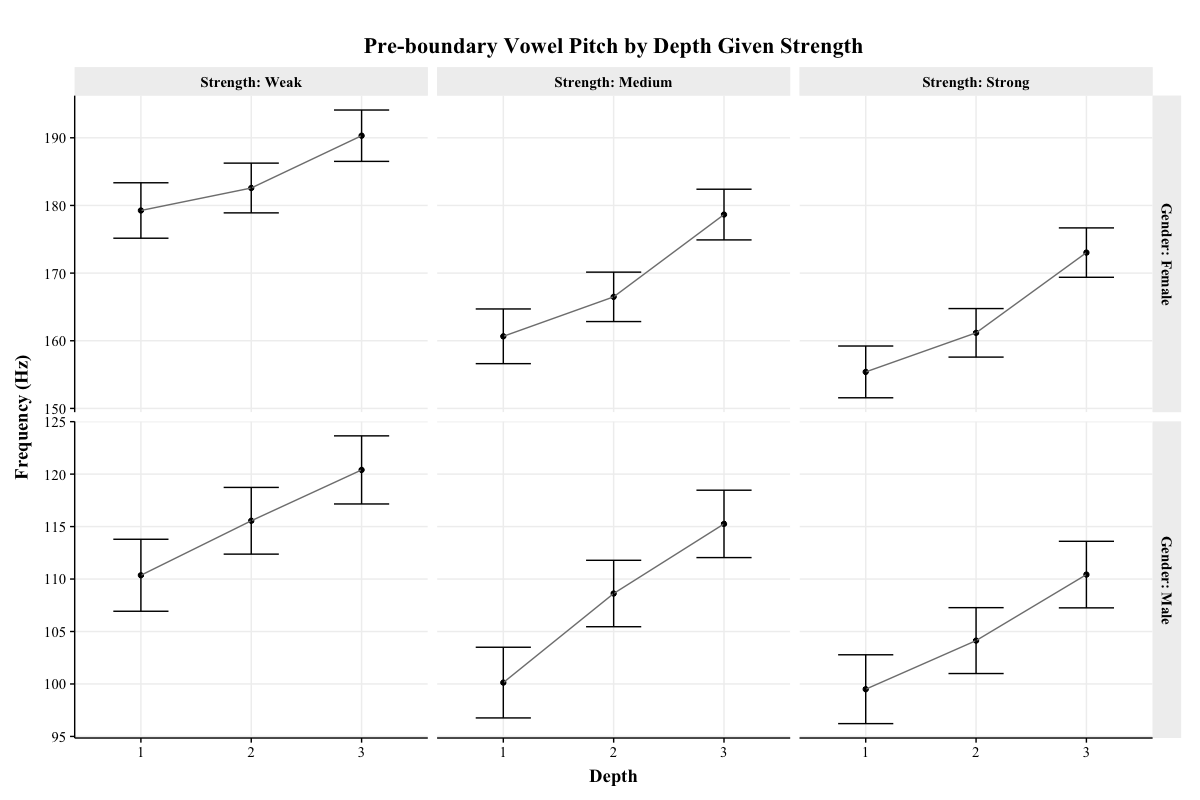 Pre-boundary Vowel Pitch by Depth Given Strength
Strength: Weak
Strength: Medium
Strength: Strong
Frequency (Hz)
190
180
170
160
150
Gender: Female
125
120
115
110
105
100
95
Gender: Male
1
2
3
1
2
3
1
2
3
Depth